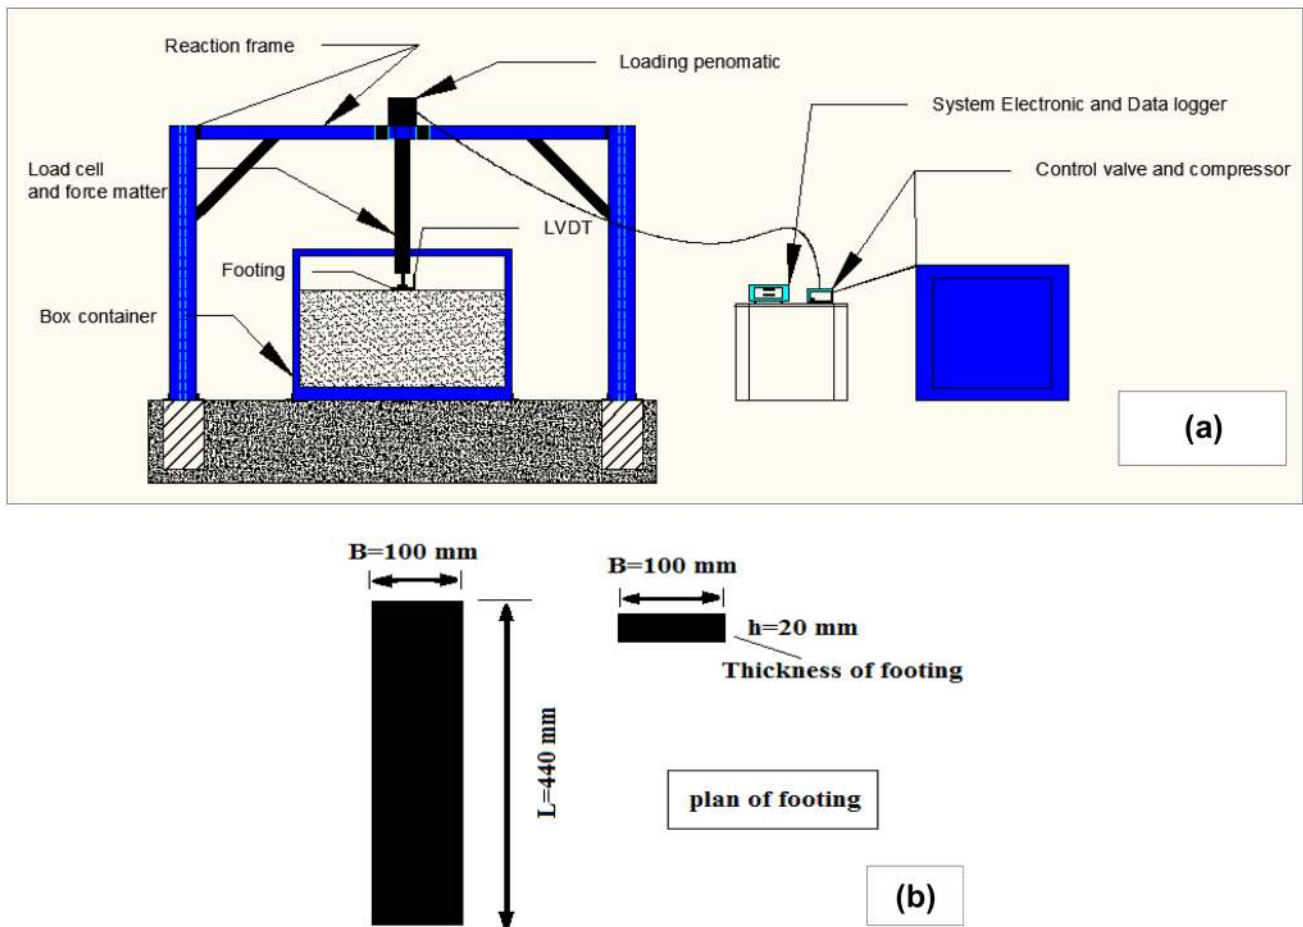 Reaction frame
Loading penomatic
System Electronic and Data logger
Load cell
and force matter
Control valve and compressor
LVDT
Footing
Box container
(a)
B=100 mm
B=100 mm
h=20 mm
Thickness of footing
L=440 mm
plan of footing
(b)